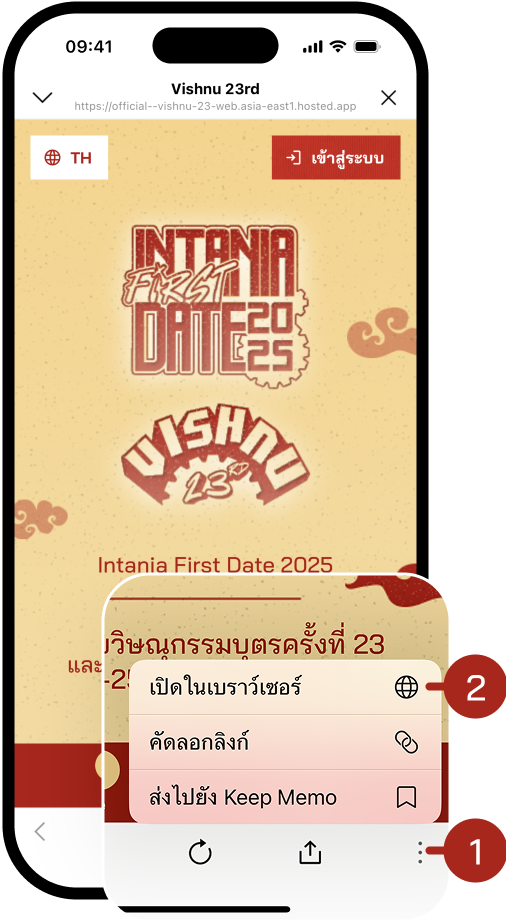 09:41
Vishnu 23rd
https://official--vishnu-23-web.asia-east1.hosted.app
TH
เข้าสู่ระบบ
INTANIA
FIRST
DATE 2025
VISHNU
23RD
Intania First Date 2025
วิษณุกรรมบุตรครั้งที่ 23
และ
เปิดในเบราว์เซอร์
2
คัดลอกลิงก์
ส่งไปยัง Keep Memo
1